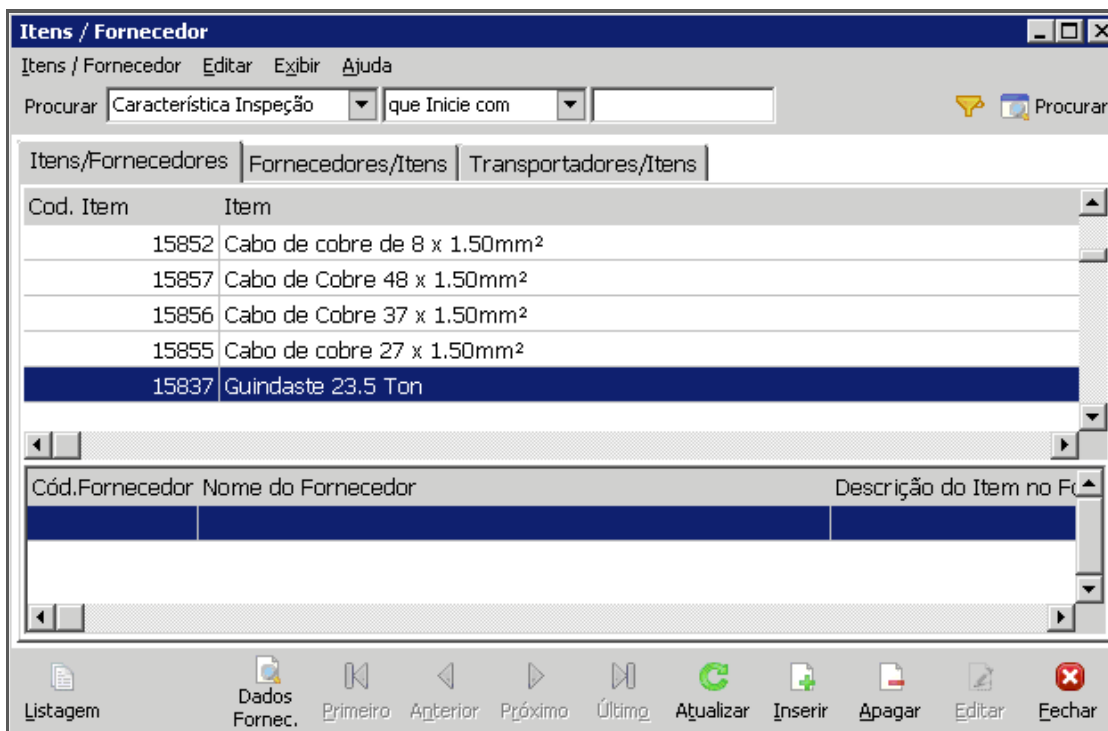 Itens / Fornecedor
Itens / Fornecedor Editar Exibir Ajuda
Procurar Característica Inspeção que Inicie com Procurar
Itens/Fornecedores Fornecedores/Itens Transportadores/Itens
Cod. Item Item
15852 Cabo de cobre de 8 x 1.50mm²
15857 Cabo de Cobre 48 x 1.50mm²
15856 Cabo de Cobre 37 x 1.50mm²
15855 Cabo de cobre 27 x 1.50mm²
15837 Guindaste 23.5 Ton
Cód.Fornecedor Nome do Fornecedor Descrição do Item no Fo
Listagem Dados Fornec. Primeiro Anterior Próximo Último Atualizar Inserir Apagar Editar Fechar